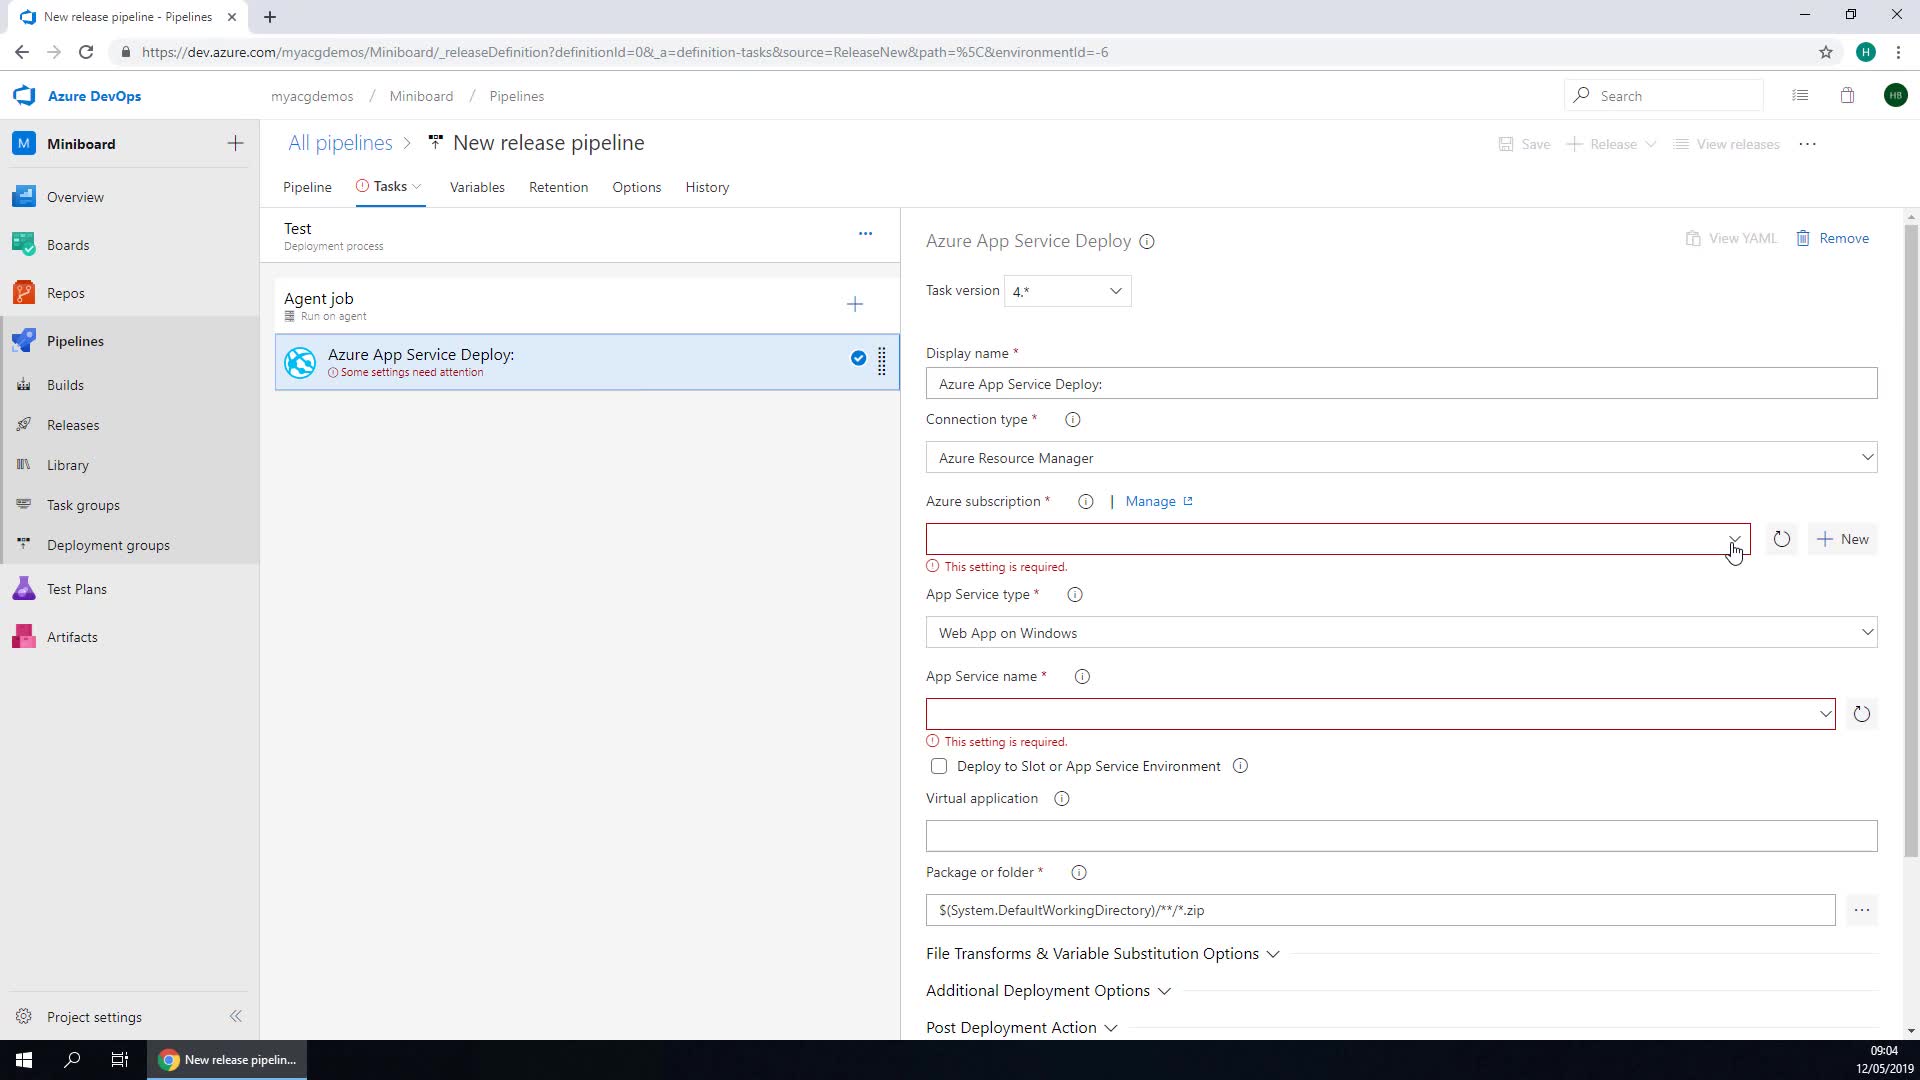 New release pipeline - Pipelines
https://dev.azure.com/myacgdemos/Miniboard/_releaseDefinition?definitionId=0&_a=definition-tasks&source=ReleaseNew&path=%5C&environmentId=-6
H
Azure DevOps
myacgdemos / Miniboard / Pipelines
Search
HB
M Miniboard
Overview
Boards
Repos
Pipelines
Builds
Releases
Library
Task groups
Deployment groups
Test Plans
Artifacts
Project settings
All pipelines > New release pipeline
Save
Release
View releases
Pipeline
Tasks
Variables
Retention
Options
History
Test
Deployment process
Agent job
Run on agent
Azure App Service Deploy:
Some settings need attention
Azure App Service Deploy
View YAML
Remove
Task version 4.*
Display name *
Azure App Service Deploy:
Connection type *
Azure Resource Manager
Azure subscription * | Manage
New
This setting is required.
App Service type *
Web App on Windows
App Service name *
This setting is required.
Deploy to Slot or App Service Environment
Virtual application
Package or folder *
$(System.DefaultWorkingDirectory)/**/*.zip
File Transforms & Variable Substitution Options
Additional Deployment Options
Post Deployment Action
New release pipelin...
09:04
12/05/2019